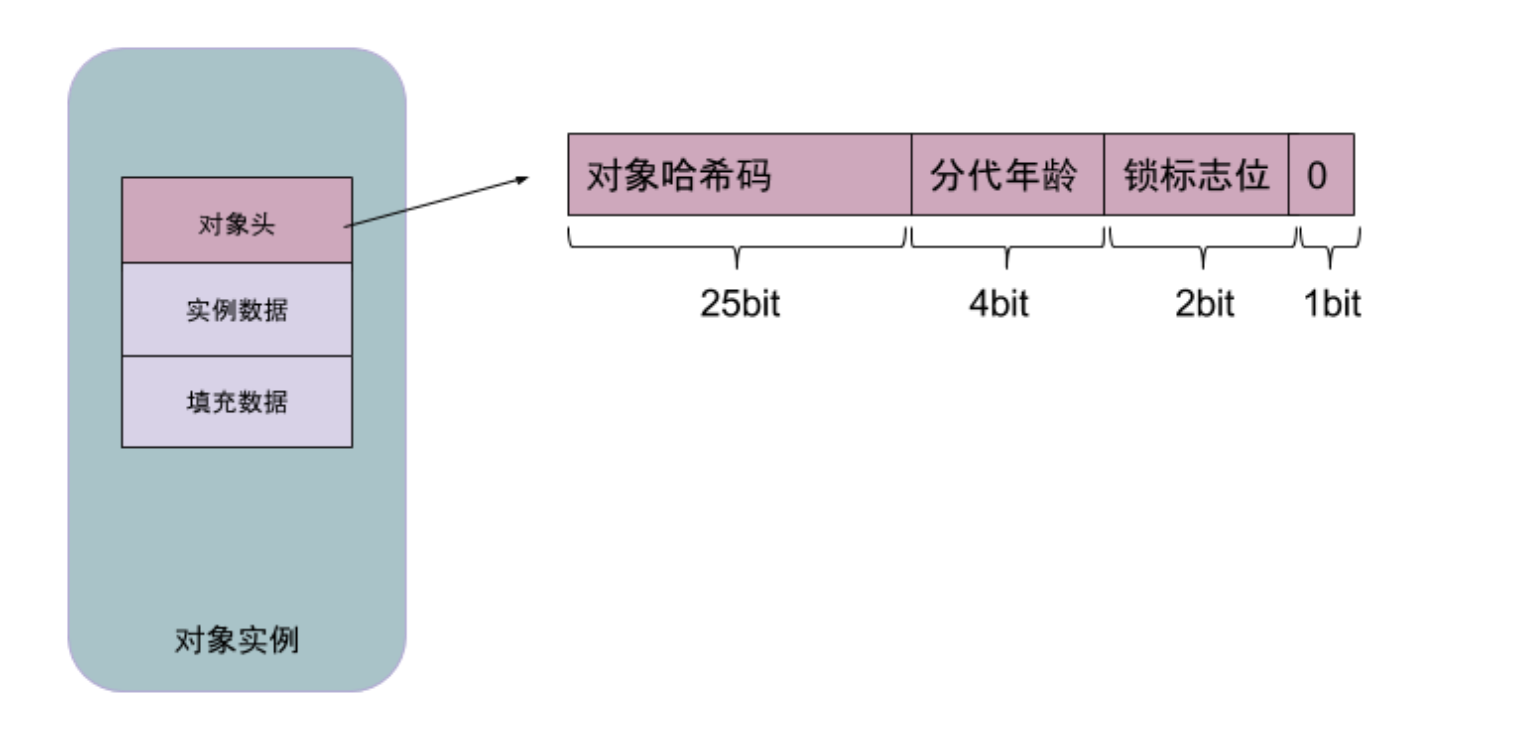 对象头
实例数据
填充数据
对象实例
对象哈希码 分代年龄 锁标志位 0
25bit 4bit 2bit 1bit